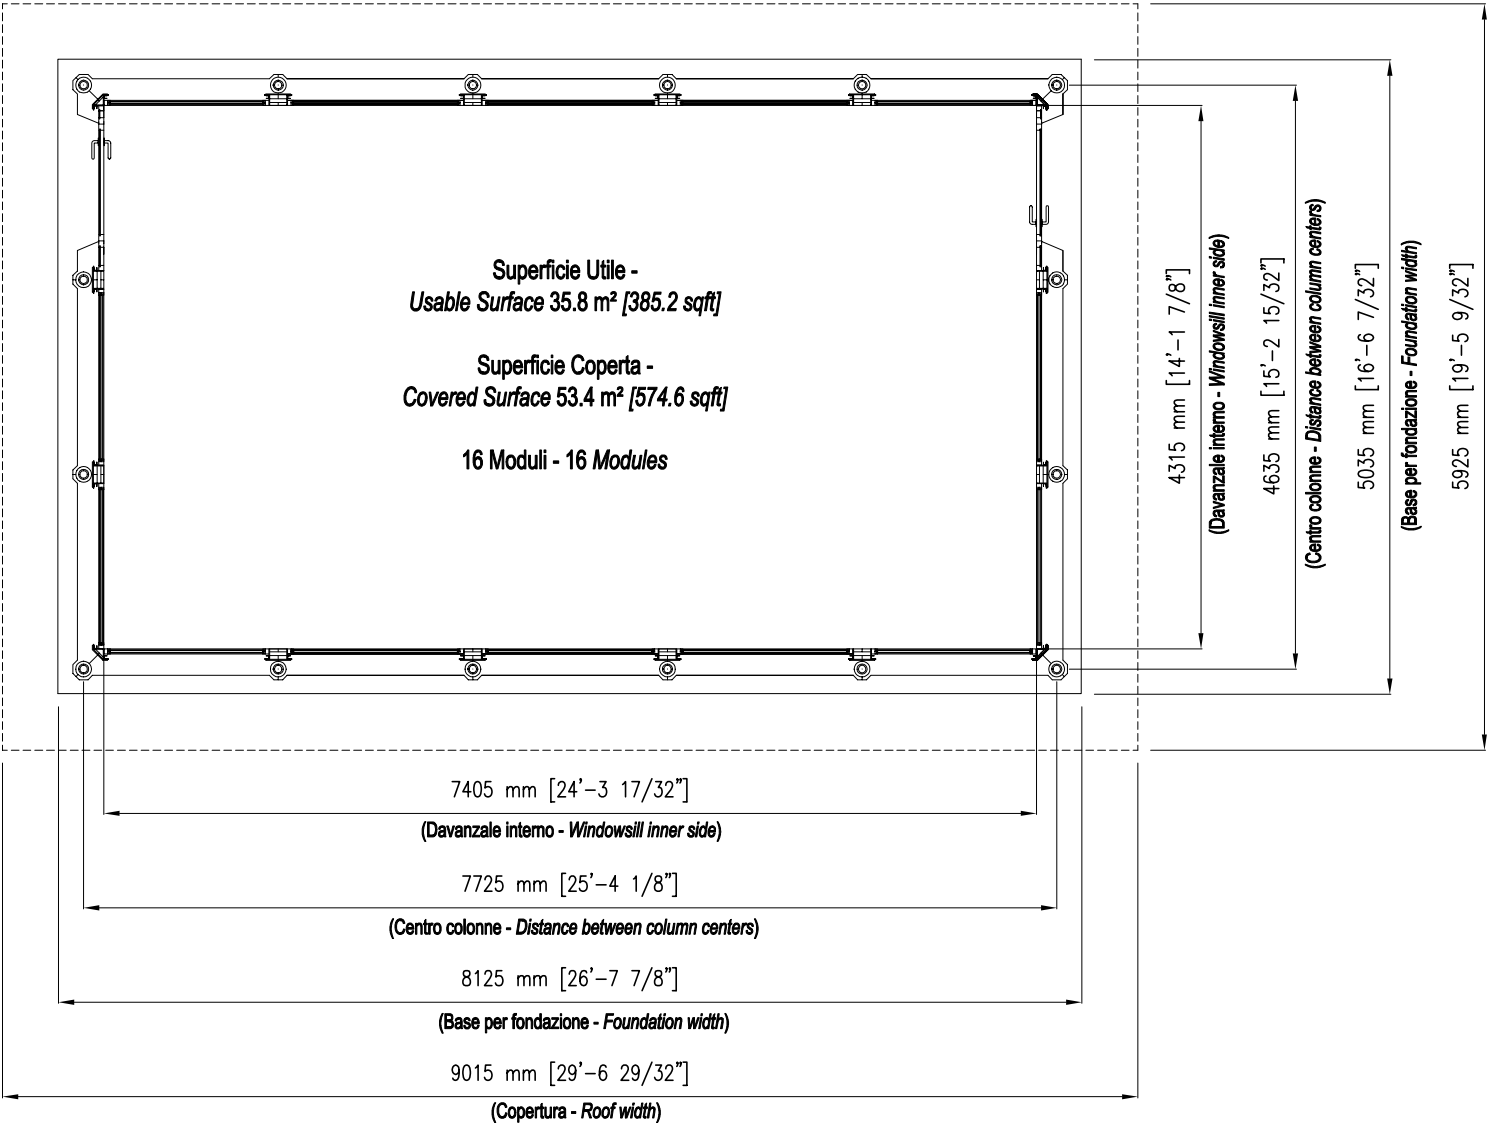 Superficie Utile -
Usable Surface 35.8 m² [385.2 sqft]
Superficie Coperta -
Covered Surface 53.4 m² [574.6 sqft]
16 Moduli - 16 Modules
4315 mm [14'-1 7/8"]
(Davanzale interno - Windowsill inner side)
4635 mm [15'-2 15/32"]
(Centro colonne - Distance between column centers)
5035 mm [16'-6 7/32"]
(Base per fondazione - Foundation width)
5925 mm [19'-5 9/32"]
7405 mm [24'-3 17/32"]
(Davanzale interno - Windowsill inner side)
7725 mm [25'-4 1/8"]
(Centro colonne - Distance between column centers)
8125 mm [26'-7 7/8"]
(Base per fondazione - Foundation width)
9015 mm [29'-6 29/32"]
(Copertura - Roof width)